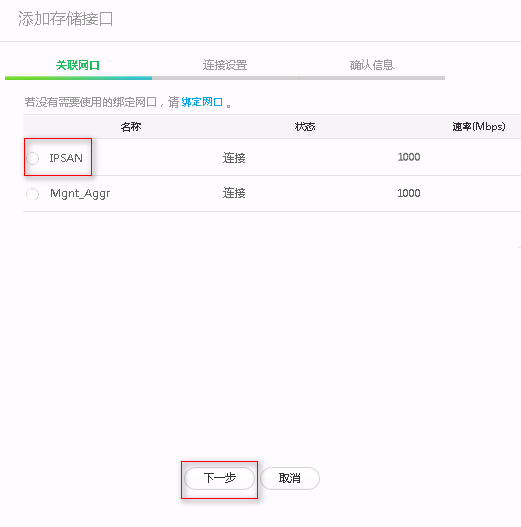 添加存储接口
关联网口 连接设置 确认信息
若没有需要使用的绑定网口，请 绑定网口 。
名称 状态 速率(Mbps)
IPSAN 连接 1000
Mgnt_Aggr 连接 1000
下一步 取消